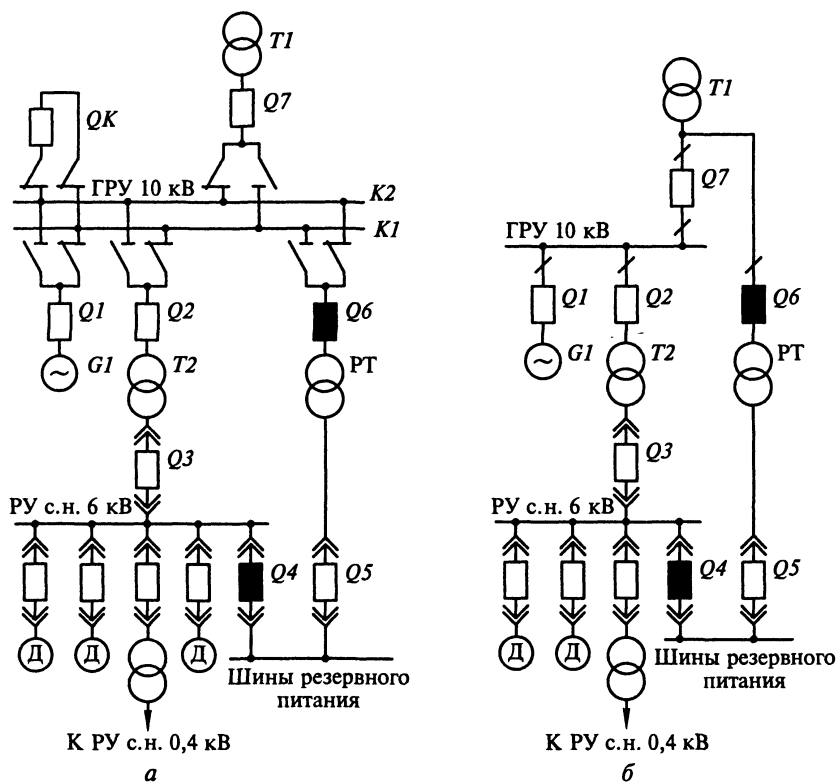 T1
Q7
QK
ГРУ 10 кВ
K2
K1
Q1
Q2
Q6
G1
T2
РТ
Q3
РУ с.н. 6 кВ
Q4
Q5
Д
Д
Д
Шины резервного
питания
К РУ с.н. 0,4 кВ
а
T1
Q7
ГРУ 10 кВ
Q1
Q2
Q6
G1
T2
РТ
Q3
РУ с.н. 6 кВ
Q4
Q5
Д
Д
Д
Шины резервного
питания
К РУ с.н. 0,4 кВ
б